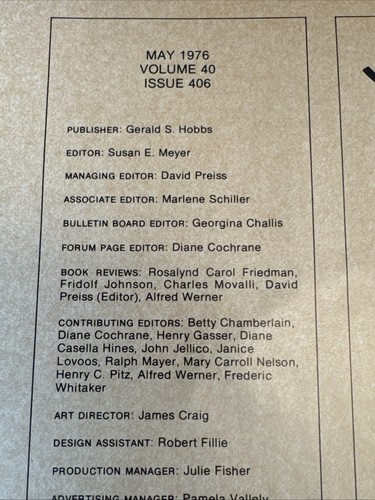 MAY 1976
VOLUME 40
ISSUE 406
PUBLISHER: Gerald S. Hobbs
EDITOR: Susan E. Meyer
MANAGING EDITOR: David Preiss
ASSOCIATE EDITOR: Marlene Schiller
BULLETIN BOARD EDITOR: Georgina Challis
FORUM PAGE EDITOR: Diane Cochrane
BOOK REVIEWS: Rosalynd Carol Friedman,
Fridolf Johnson, Charles Movalli, David
Preiss (Editor), Alfred Werner
CONTRIBUTING EDITORS: Betty Chamberlain,
Diane Cochrane, Henry Gasser, Diane
Casella Hines, John Jellico, Janice
Lovoos, Ralph Mayer, Mary Carroll Nelson,
Henry C. Pitz, Alfred Werner, Frederic
Whitaker
ART DIRECTOR: James Craig
DESIGN ASSISTANT: Robert Fillie
PRODUCTION MANAGER: Julie Fisher
ADVERTISING MANAGER: Pamela Vallely